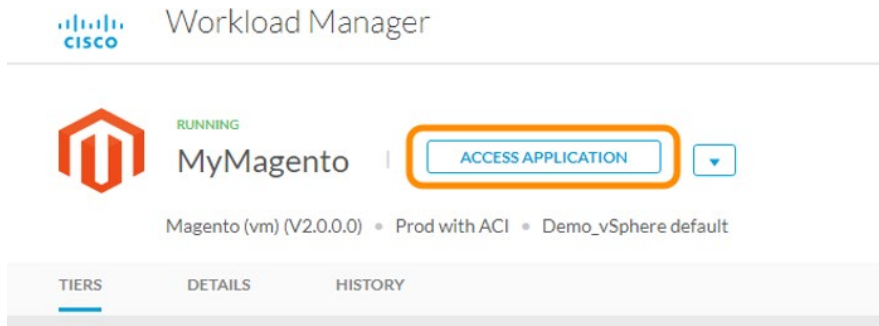 CISCO
Workload Manager
RUNNING
MyMagento
ACCESS APPLICATION
Magento (vm) (V2.0.0.0) • Prod with ACI • Demo_vSphere default
TIERS DETAILS HISTORY